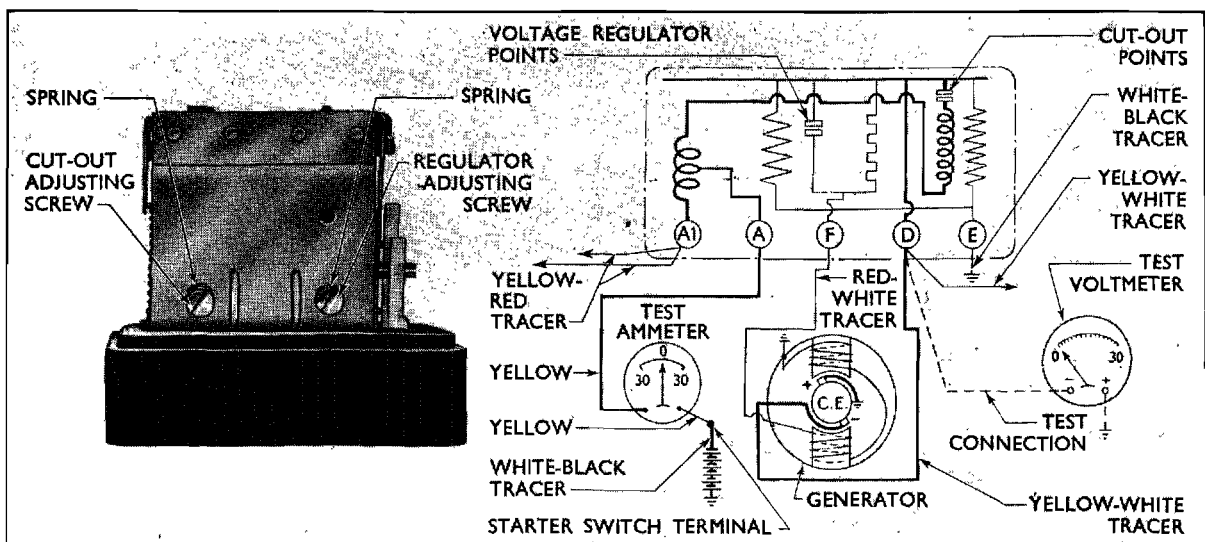 SPRING
SPRING
CUT-OUT
ADJUSTING
SCREW
REGULATOR
ADJUSTING
SCREW
VOLTAGE REGULATOR
POINTS
CUT-OUT
POINTS
WHITE-
BLACK
TRACER
YELLOW-
WHITE
TRACER
A1
A
F
D
E
YELLOW-
RED
TRACER
RED-
WHITE
TRACER
TEST
VOLTMETER
0
30
-
+
TEST
AMMETER
0
30
30
YELLOW
YELLOW
+
C.E.
-
TEST
CONNECTION
WHITE-BLACK
TRACER
GENERATOR
YELLOW-WHITE
TRACER
STARTER SWITCH TERMINAL